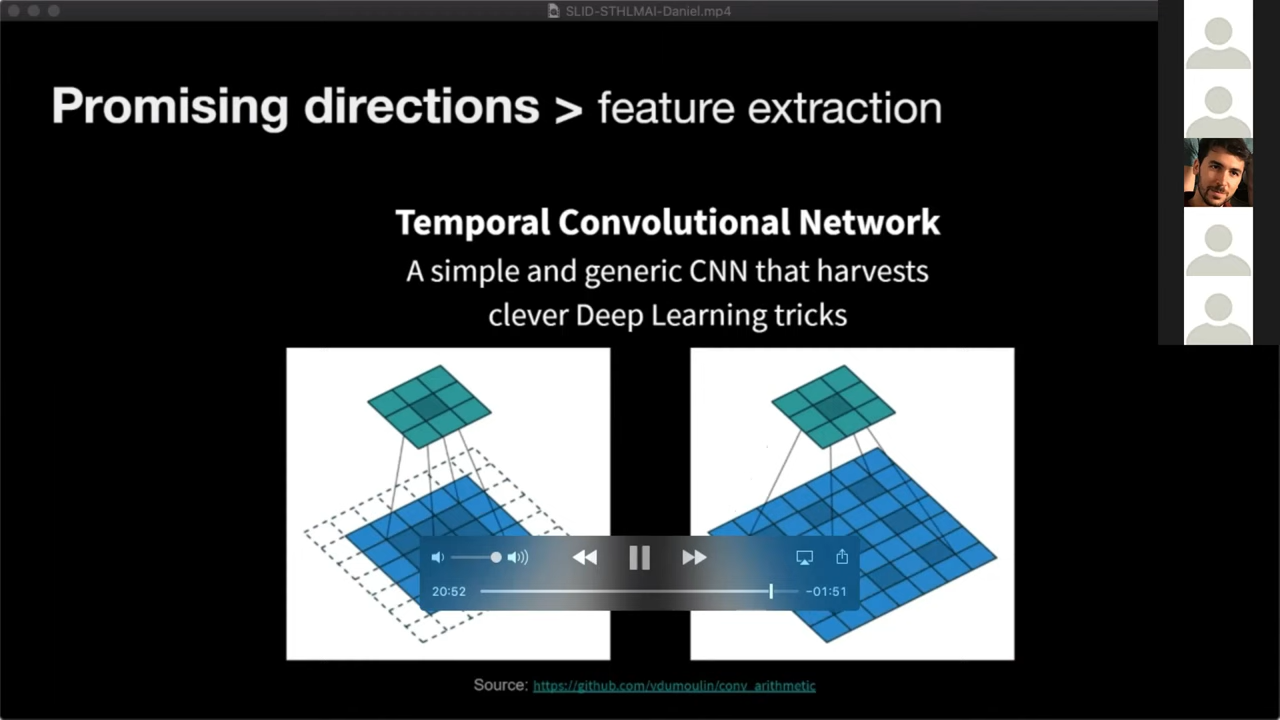 SLID-STHLMAI-Daniel.mp4
Promising directions > feature extraction
Temporal Convolutional Network
A simple and generic CNN that harvests
clever Deep Learning tricks
20:52
-01:51
Source: https://github.com/vdumoulin/conv_arithmetic